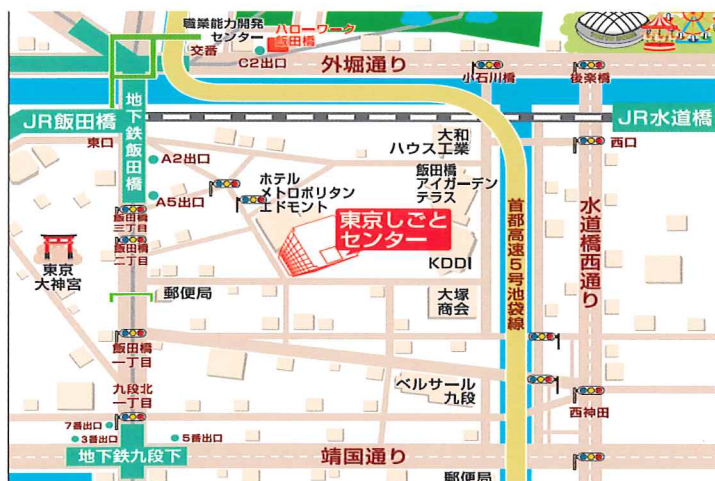 職業能力開発
センター
交番
ハローワーク
飯田橋
C2出口
外堀通り
小石川橋
後楽橋
JR飯田橋
地下鉄飯田橋
JR水道橋
東口
西口
A2出口
A5出口
大和
ハウス工業
ホテル
メトロポリタン
エドモント
飯田橋
アイガーデン
テラス
飯田橋
三丁目
東京しごと
センター
首都高速5号池袋線
水道橋西通り
飯田橋
二丁目
東京
大神宮
KDDI
郵便局
大塚
商会
飯田橋
一丁目
九段北
一丁目
ベルサール
九段
西神田
7番出口
3番出口
5番出口
地下鉄九段下
靖国通り
郵便局